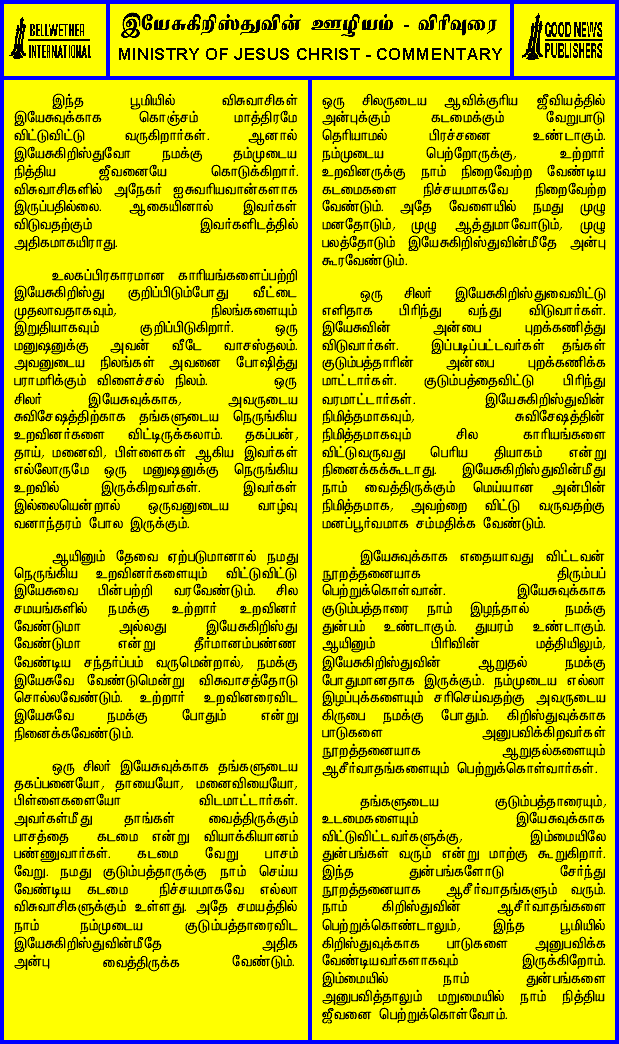 BELLWETHER
INTERNATIONAL
இயேசுகிறிஸ்துவின் ஊழியம் - விரிவுரை
MINISTRY OF JESUS CHRIST - COMMENTARY
GOOD NEWS
PUBLISHERS
இந்த பூமியில் விசுவாசிகள்
இயேசுவுக்காக கொஞ்சம் மாத்திரமே
விட்டுவிட்டு வருகிறார்கள். ஆனால்
இயேசுகிறிஸ்துவோ நமக்கு தம்முடைய
நித்திய ஜீவனையே கொடுக்கிறார்.
விசுவாசிகளில் அநேகர் ஐசுவரியவான்களாக
இருப்பதில்லை. ஆகையினால் இவர்கள்
விடுவதற்கும் இவர்களிடத்தில்
அதிகமாகயிராது.
உலகப்பிரகாரமான காரியங்களைப்பற்றி
இயேசுகிறிஸ்து குறிப்பிடும்போது வீட்டை
முதலாவதாகவும், நிலங்களையும்
இறுதியாகவும் குறிப்பிடுகிறார். ஒரு
மனுஷனுக்கு அவன் வீடே வாசஸ்தலம்.
அவனுடைய நிலங்கள் அவனை போஷித்து
பராமரிக்கும் விளைச்சல் நிலம். ஒரு
சிலர் இயேசுவுக்காக, அவருடைய
சுவிசேஷத்திற்காக தங்களுடைய நெருங்கிய
உறவினர்களை விட்டிருக்கலாம். தகப்பன்,
தாய், மனைவி, பிள்ளைகள் ஆகிய இவர்கள்
எல்லோருமே ஒரு மனுஷனுக்கு நெருங்கிய
உறவில் இருக்கிறவர்கள். இவர்கள்
இல்லையென்றால் ஒருவனுடைய வாழ்வு
வனாந்தரம் போல இருக்கும்.
ஆயினும் தேவை ஏற்படுமானால் நமது
நெருங்கிய உறவினர்களையும் விட்டுவிட்டு
இயேசுவை பின்பற்றி வரவேண்டும். சில
சமயங்களில் நமக்கு உற்றார் உறவினர்
வேண்டுமா அல்லது இயேசுகிறிஸ்து
வேண்டுமா என்று தீர்மானம்பண்ண
வேண்டிய சந்தர்ப்பம் வருமென்றால், நமக்கு
இயேசுவே வேண்டுமென்று விசுவாசத்தோடு
சொல்லவேண்டும். உற்றார் உறவினரைவிட
இயேசுவே நமக்கு போதும் என்று
நினைக்கவேண்டும்.
ஒரு சிலர் இயேசுவுக்காக தங்களுடைய
தகப்பனையோ, தாயையோ, மனைவியையோ,
பிள்ளைகளையோ விடமாட்டார்கள்.
அவர்கள்மீது தாங்கள் வைத்திருக்கும்
பாசத்தை கடமை என்று வியாக்கியானம்
பண்ணுவார்கள். கடமை வேறு பாசம்
வேறு. நமது குடும்பத்தாருக்கு நாம் செய்ய
வேண்டிய கடமை நிச்சயமாகவே எல்லா
விசுவாசிகளுக்கும் உள்ளது. அதே சமயத்தில்
நாம் நம்முடைய குடும்பத்தாரைவிட
இயேசுகிறிஸ்துவின்மீதே அதிக
அன்பு வைத்திருக்க வேண்டும்.
ஒரு சிலருடைய ஆவிக்குரிய ஜீவியத்தில்
அன்புக்கும் கடமைக்கும் வேறுபாடு
தெரியாமல் பிரச்சனை உண்டாகும்.
நம்முடைய பெற்றோருக்கு, உற்றார்
உறவினருக்கு நாம் நிறைவேற்ற வேண்டிய
கடமைகளை நிச்சயமாகவே நிறைவேற்ற
வேண்டும். அதே வேளையில் நமது முழு
மனதோடும், முழு ஆத்துமாவோடும், முழு
பலத்தோடும் இயேசுகிறிஸ்துவின்மீதே அன்பு
கூரவேண்டும்.
ஒரு சிலர் இயேசுகிறிஸ்துவைவிட்டு
எளிதாக பிரிந்து வந்து விடுவார்கள்.
இயேசுவின் அன்பை புறக்கணித்து
விடுவார்கள். இப்படிப்பட்டவர்கள் தங்கள்
குடும்பத்தாரின் அன்பை புறக்கணிக்க
மாட்டார்கள். குடும்பத்தைவிட்டு பிரிந்து
வரமாட்டார்கள். இயேசுகிறிஸ்துவின்
நிமித்தமாகவும், சுவிசேஷத்தின்
நிமித்தமாகவும் சில காரியங்களை
விட்டுவருவது பெரிய தியாகம் என்று
நினைக்கக்கூடாது. இயேசுகிறிஸ்துவின்மீது
நாம் வைத்திருக்கும் மெய்யான அன்பின்
நிமித்தமாக, அவற்றை விட்டு வருவதற்கு
மனப்பூர்வமாக சம்மதிக்க வேண்டும்.
இயேசுவுக்காக எதையாவது விட்டவன்
நூறத்தனையாக திரும்பப்
பெற்றுக்கொள்வான். இயேசுவுக்காக
குடும்பத்தாரை நாம் இழந்தால் நமக்கு
துன்பம் உண்டாகும். துயரம் உண்டாகும்.
ஆயினும் பிரிவின் மத்தியிலும்,
இயேசுகிறிஸ்துவின் ஆறுதல் நமக்கு
போதுமானதாக இருக்கும். நம்முடைய எல்லா
இழப்புக்களையும் சரிசெய்வதற்கு அவருடைய
கிருபை நமக்கு போதும். கிறிஸ்துவுக்காக
பாடுகளை அனுபவிக்கிறவர்கள்
நூறத்தனையாக ஆறுதல்களையும்
ஆசீர்வாதங்களையும் பெற்றுக்கொள்வார்கள்.
தங்களுடைய குடும்பத்தாரையும்,
உடமைகளையும் இயேசுவுக்காக
விட்டுவிட்டவர்களுக்கு, இம்மையிலே
துன்பங்கள் வரும் என்று மாற்கு கூறுகிறார்.
இந்த துன்பங்களோடு சேர்ந்து
நூறத்தனையாக ஆசீர்வாதங்களும் வரும்.
நாம் கிறிஸ்துவின் ஆசீர்வாதங்களை
பெற்றுக்கொண்டாலும், இந்த பூமியில்
கிறிஸ்துவுக்காக பாடுகளை அனுபவிக்க
வேண்டியவர்களாகவும் இருக்கிறோம்.
இம்மையில் நாம் துன்பங்களை
அனுபவித்தாலும் மறுமையில் நாம் நித்திய
ஜீவனை பெற்றுக்கொள்வோம்.